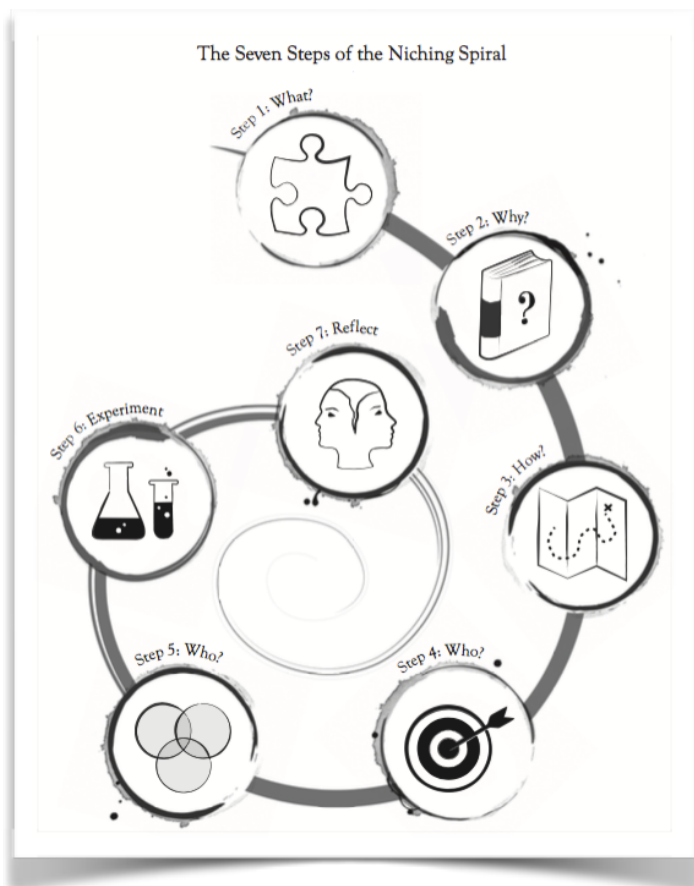 The Seven Steps of the Niching Spiral
Step 1: What?
Step 2: Why?
?
Step 3: How?
Step 4: Who?
Step 5: Who?
Step 6: Experiment
Step 7: Reflect